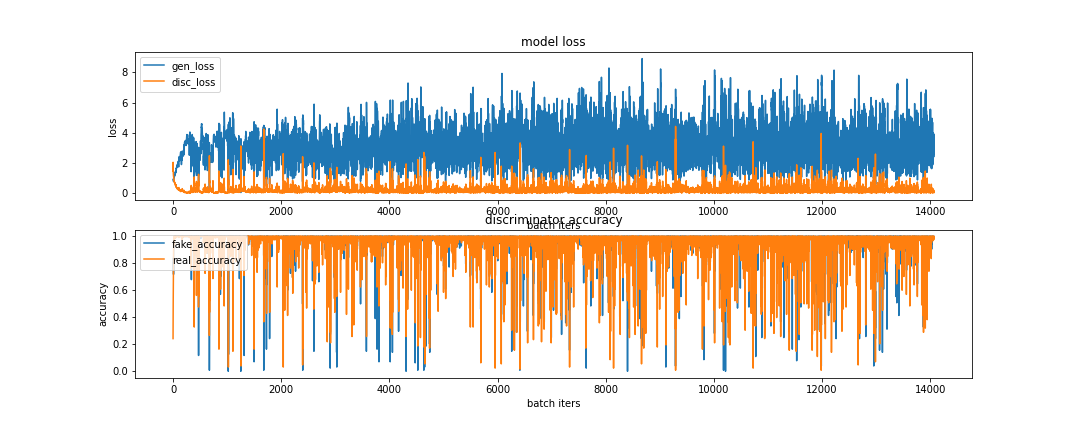 model loss
gen_loss
disc_loss
8
6
4
2
0
loss
0 2000 4000 6000 8000 10000 12000 14000
batch iters
discriminator accuracy
fake_accuracy
real_accuracy
1.0
0.8
0.6
0.4
0.2
0.0
accuracy
0 2000 4000 6000 8000 10000 12000 14000
batch iters